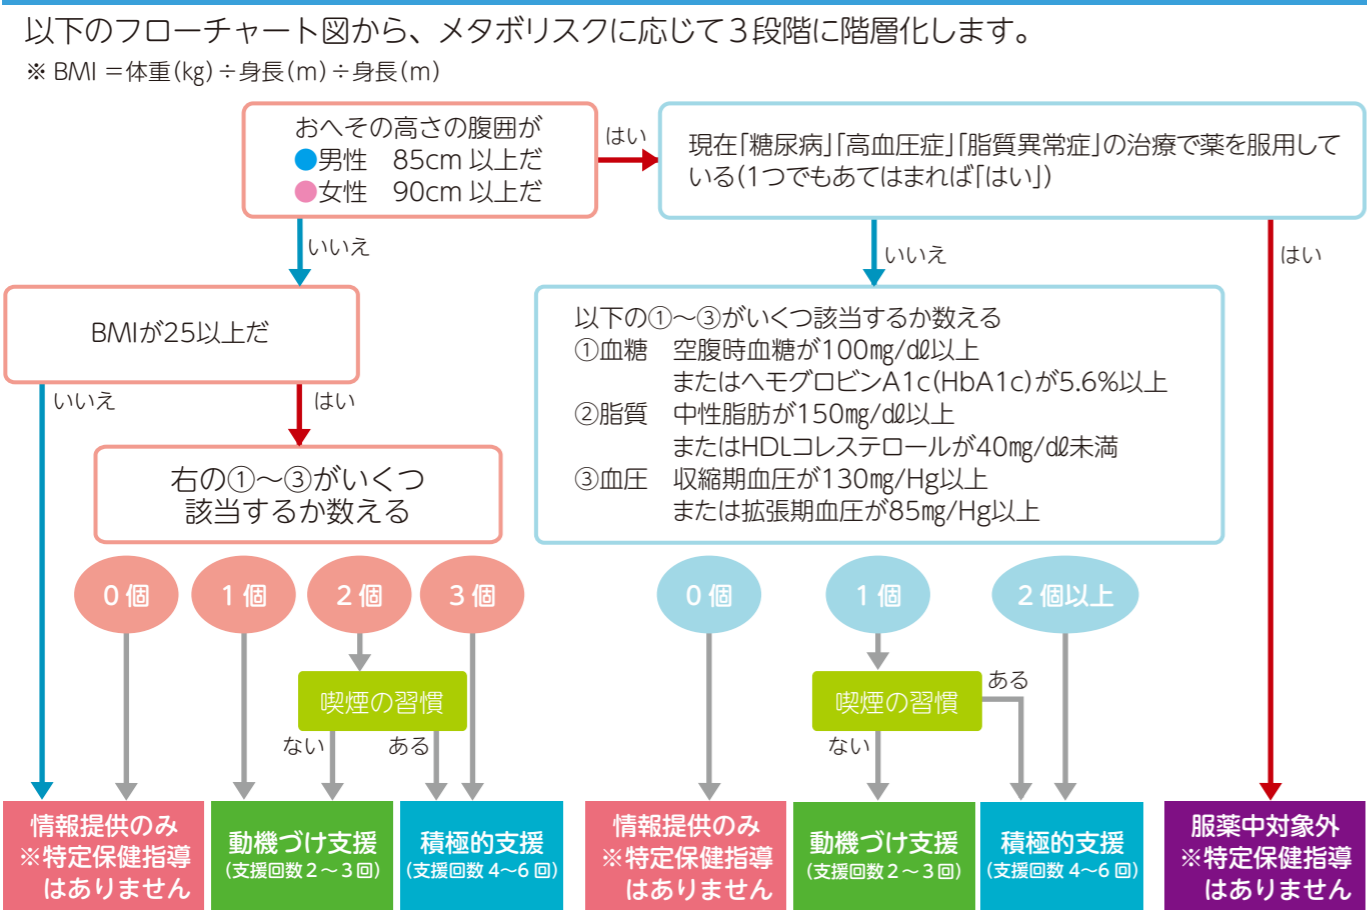 以下のフローチャート図から、メタボリスクに応じて３段階に階層化します。
※ BMI ＝体重(kg)÷身長(m)÷身長(m)
おへその高さの腹囲が
●男性　85cm 以上だ
●女性　90cm 以上だ
はい
現在「糖尿病」「高血圧症」「脂質異常症」の治療で薬を服用して
いる(1つでもあてはまれば「はい」)
いいえ
いいえ
はい
BMIが25以上だ
以下の①～③がいくつ該当するか数える
①血糖　空腹時血糖が100㎎/㎗以上
またはヘモグロビンA1c(HbA1c)が5.6%以上
②脂質　中性脂肪が150㎎/㎗以上
またはHDLコレステロールが40㎎/㎗未満
③血圧　収縮期血圧が130㎎/Hg以上
または拡張期血圧が85㎎/Hg以上
いいえ
はい
右の①～③がいくつ
該当するか数える
0 個
1 個
2 個
3 個
0 個
1 個
2 個以上
喫煙の習慣
ない
ある
喫煙の習慣
ある
ない
情報提供のみ
※特定保健指導
はありません
動機づけ支援
(支援回数２～３回)
積極的支援
(支援回数 4～6 回)
情報提供のみ
※特定保健指導
はありません
動機づけ支援
(支援回数２～３回)
積極的支援
(支援回数 4～6 回)
服薬中対象外
※特定保健指導
はありません